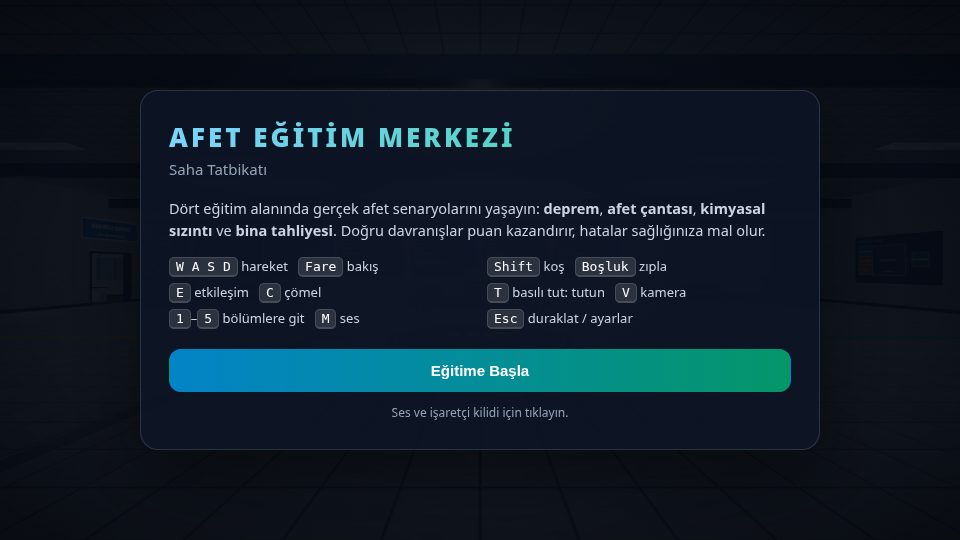 AFET EĞİTİM MERKEZİ
Saha Tatbikatı
Dört eğitim alanında gerçek afet senaryolarını yaşayın: deprem, afet çantası, kimyasal
sızıntı ve bina tahliyesi. Doğru davranışlar puan kazandırır, hatalar sağlığınıza mal olur.
W A S D hareket Fare bakış
Shift koş Boşluk zıpla
E etkileşim C çömel
T basılı tut: tutun V kamera
1–5 bölümlere git M ses
Esc duraklat / ayarlar
Eğitime Başla
Ses ve işaretçi kilidi için tıklayın.